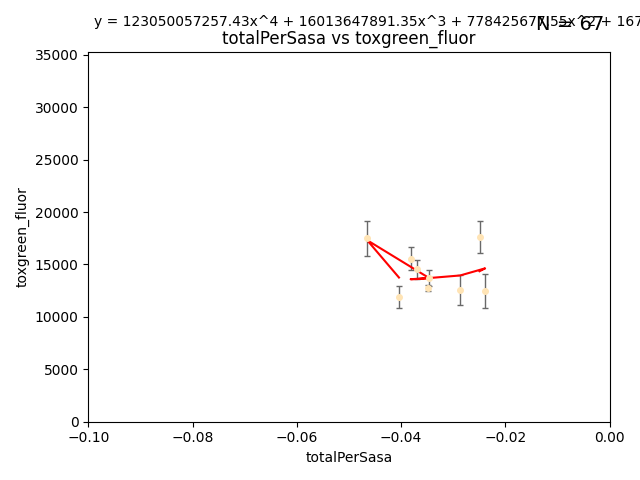 y = 123050057257.43x^4 + 16013647891.35x^3 +
N = 67
totalPerSasa vs toxgreen_fluor
35000
30000
25000
20000
15000
10000
5000
0
toxgreen_fluor
−0.10
−0.08
−0.06
−0.04
−0.02
0.00
totalPerSasa